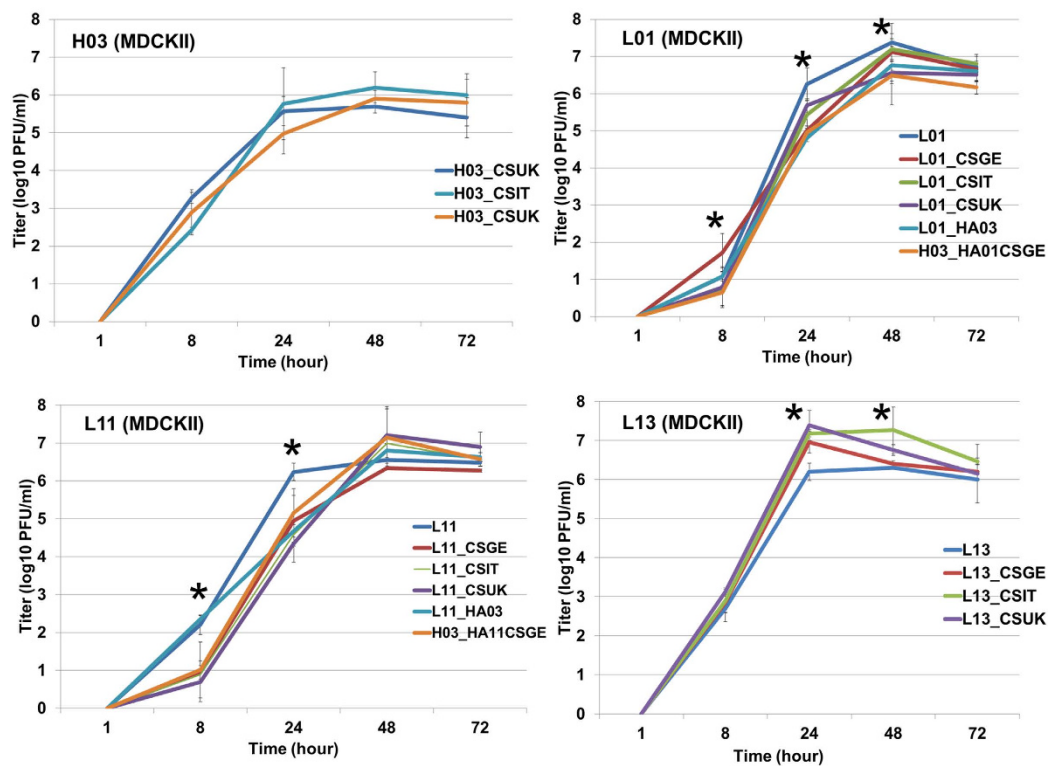 H03 (MDCKII)
Titer (log10 PFU/ml)
8
7
6
5
4
3
2
1
0
H03_CSUK
H03_CSIT
H03_CSUK
1 8 24 48 72
Time (hour)
L01 (MDCKII)
Titer (log10 PFU/ml)
8
7
6
5
4
3
2
1
0
*
*
*
L01
L01_CSGE
L01_CSIT
L01_CSUK
L01_HA03
H03_HA01CSGE
1 8 24 48 72
Time (hour)
L11 (MDCKII)
Titer (log10 PFU/ml)
8
7
6
5
4
3
2
1
0
*
*
L11
L11_CSGE
L11_CSIT
L11_CSUK
L11_HA03
H03_HA11CSGE
1 8 24 48 72
Time (hour)
L13 (MDCKII)
Titer (log10 PFU/ml)
8
7
6
5
4
3
2
1
0
* *
L13
L13_CSGE
L13_CSIT
L13_CSUK
1 8 24 48 72
Time (hour)